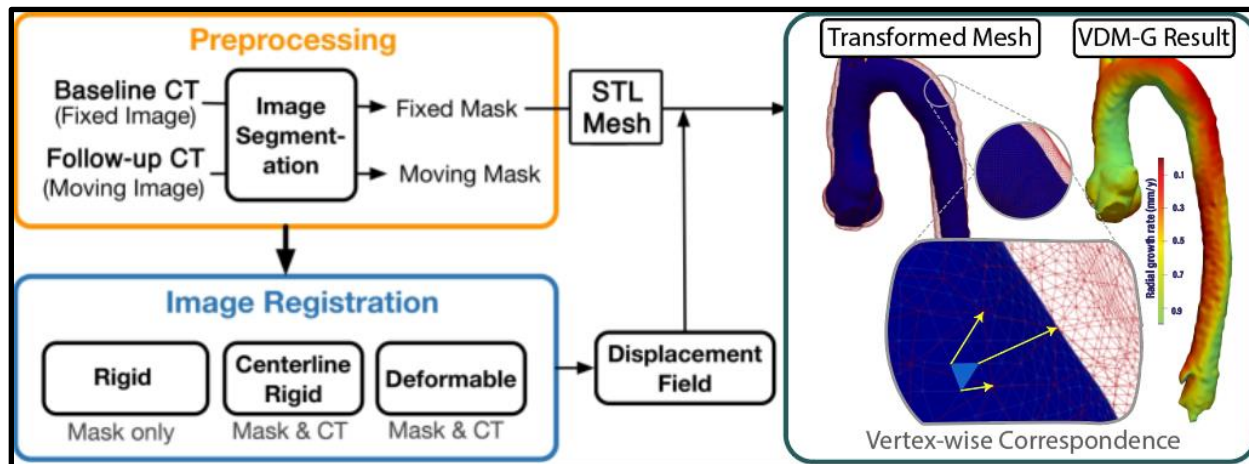 Preprocessing
Baseline CT
(Fixed Image)
Follow-up CT
(Moving Image)
Image
Segment-
ation
Fixed Mask
Moving Mask
STL
Mesh
Image Registration
Rigid
Mask only
Centerline
Rigid
Mask & CT
Deformable
Mask & CT
Displacement
Field
Transformed Mesh
VDM-G Result
Radial growth rate (mm/y)
0.1
0.3
0.5
0.7
0.9
Vertex-wise Correspondence